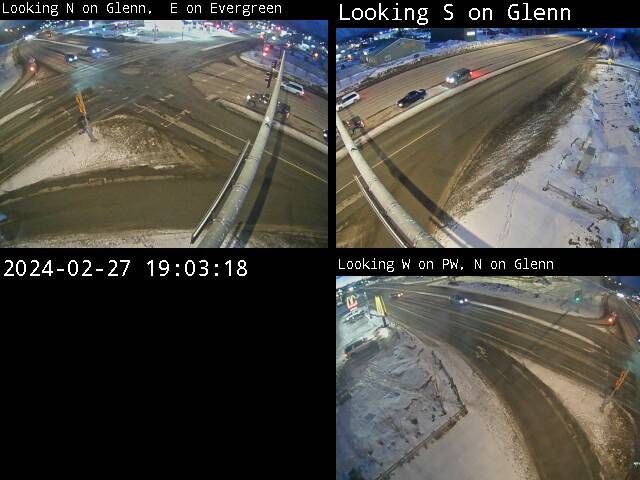 Looking N on Glenn,  E on Evergreen
Looking S on Glenn
2024-02-27 19:03:18
Looking W on PW, N on Glenn